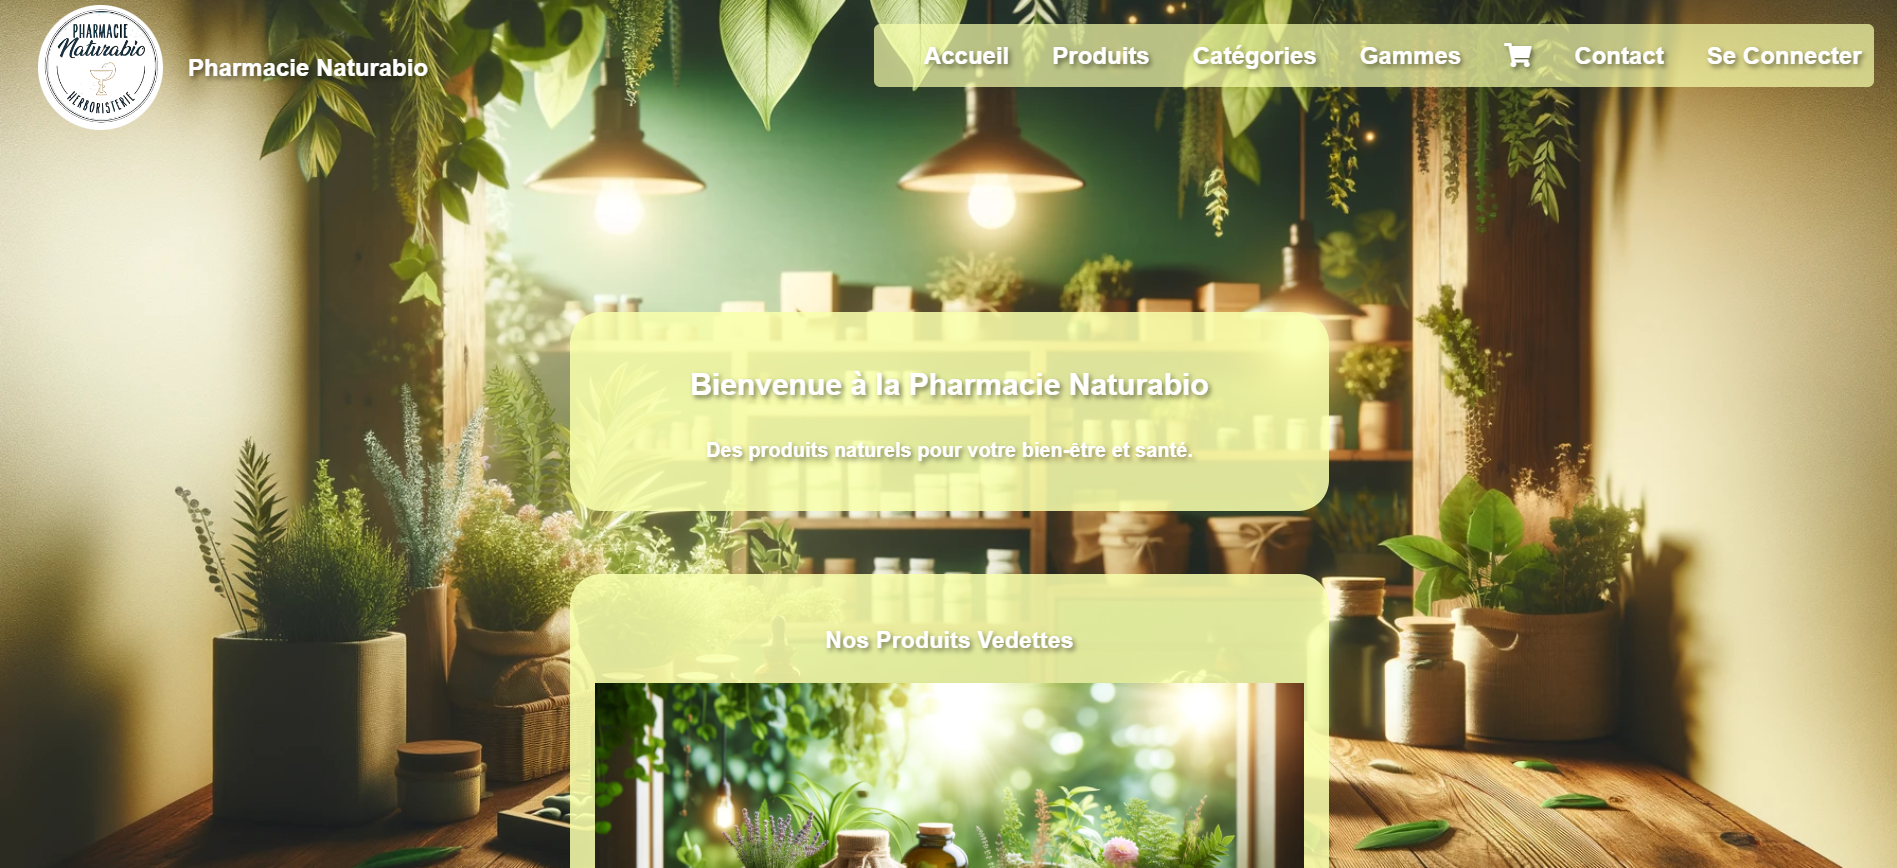 PHARMACIE
Naturabio
HERBORISTERIE
Pharmacie Naturabio
Accueil
Produits
Catégories
Gammes
Contact
Se Connecter
Bienvenue à la Pharmacie Naturabio
Des produits naturels pour votre bien-être et santé.
Nos Produits Vedettes